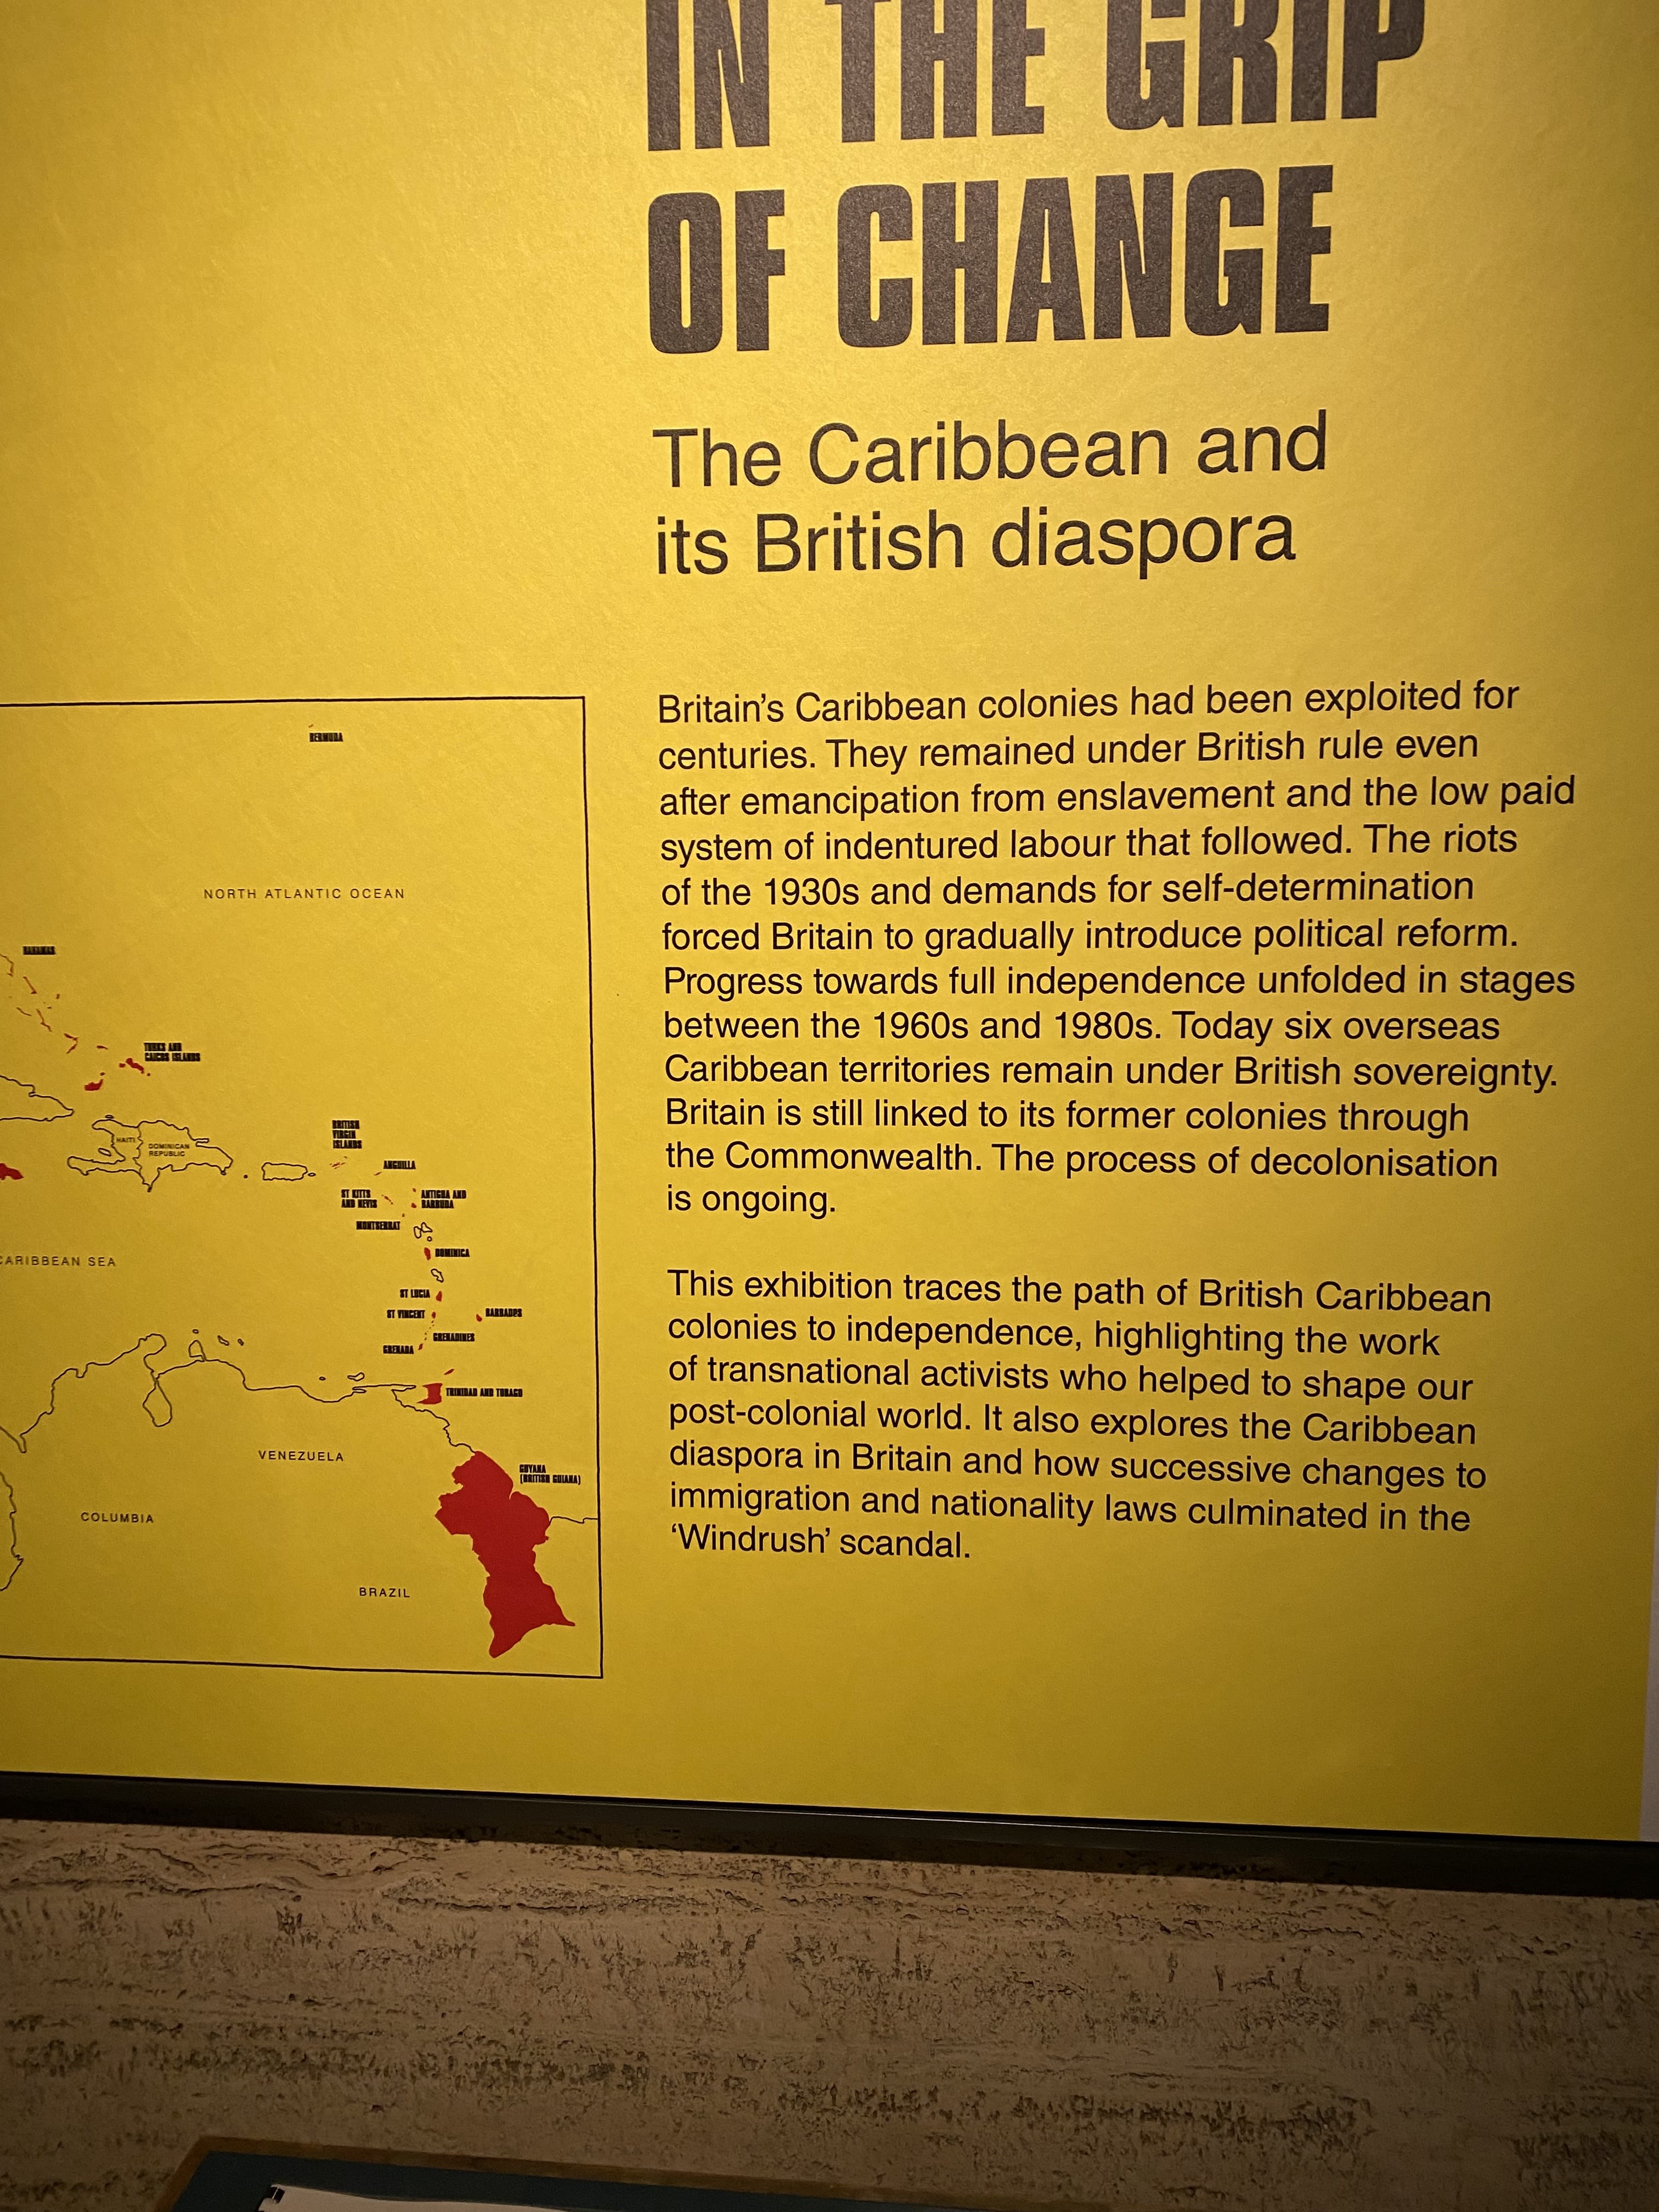 IN THE GRIP
OF CHANGE
The Caribbean and
its British diaspora
Britain's Caribbean colonies had been exploited for
centuries. They remained under British rule even
after emancipation from enslavement and the low paid
system of indentured labour that followed. The riots
of the 1930s and demands for self-determination
forced Britain to gradually introduce political reform.
Progress towards full independence unfolded in stages
between the 1960s and 1980s. Today six overseas
Caribbean territories remain under British sovereignty.
Britain is still linked to its former colonies through
the Commonwealth. The process of decolonisation
is ongoing.
This exhibition traces the path of British Caribbean
colonies to independence, highlighting the work
of transnational activists who helped to shape our
post-colonial world. It also explores the Caribbean
diaspora in Britain and how successive changes to
immigration and nationality laws culminated in the
‘Windrush’ scandal.
BERMUDA
NORTH ATLANTIC OCEAN
BAHAMAS
TURKS AND
CAICOS ISLANDS
HAITI
DOMINICAN
REPUBLIC
BRITISH
VIRGIN
ISLANDS
ANGUILLA
ST KITTS
AND NEVIS
ANTIGUA AND
BARBUDA
MONTSERRAT
DOMINICA
CARIBBEAN SEA
ST LUCIA
ST VINCENT
BARBADOS
GRENADINES
GRENADA
TRINIDAD AND TOBAGO
VENEZUELA
GUYANA
(BRITISH GUIANA)
COLUMBIA
BRAZIL